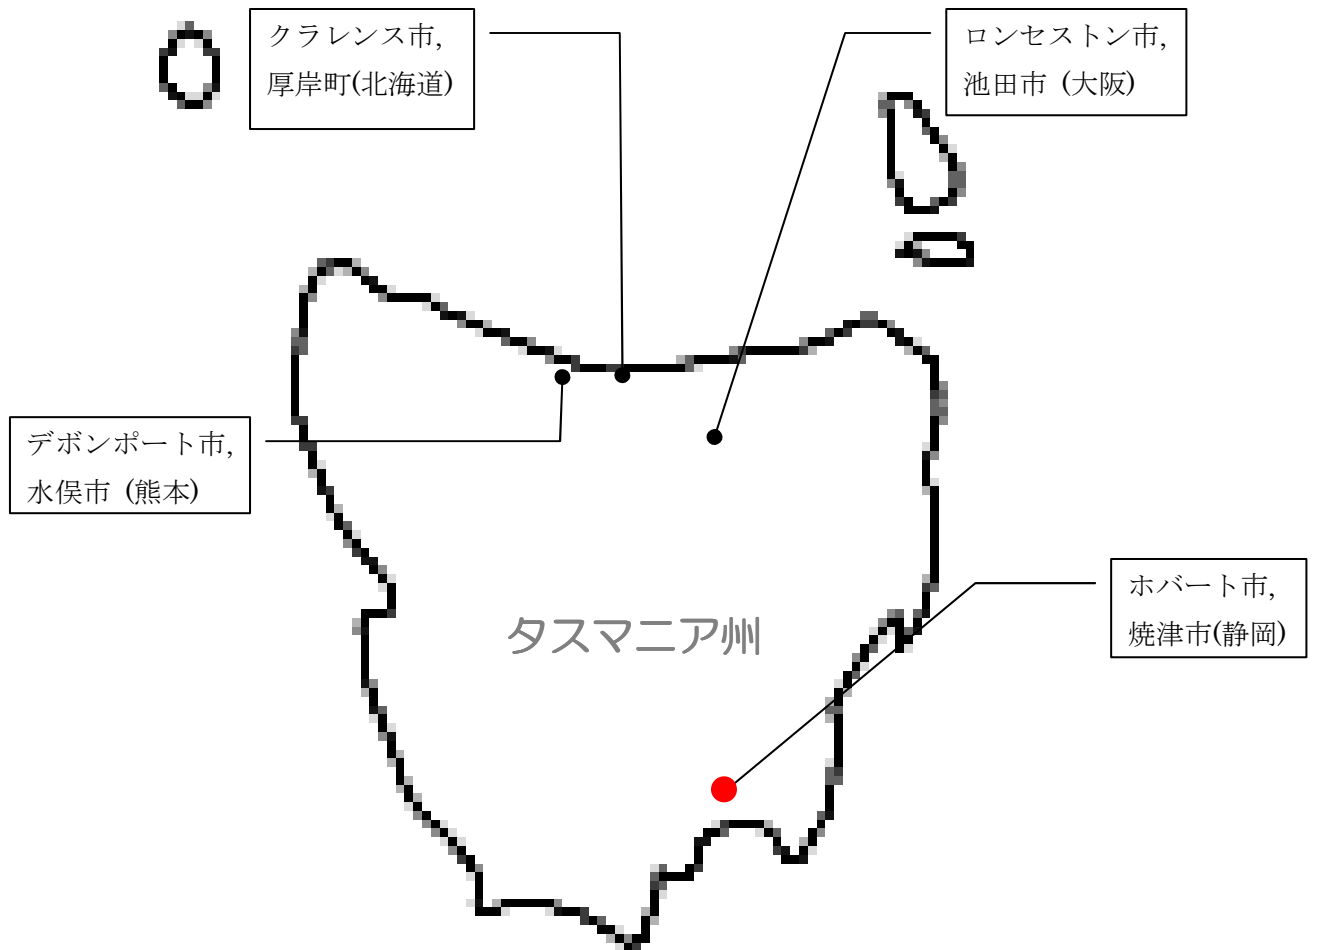 クラレンス市,
厚岸町(北海道)
ロンセストン市,
池田市 (大阪)
デボンポート市,
水俣市 (熊本)
ホバート市,
焼津市(静岡)
タスマニア州